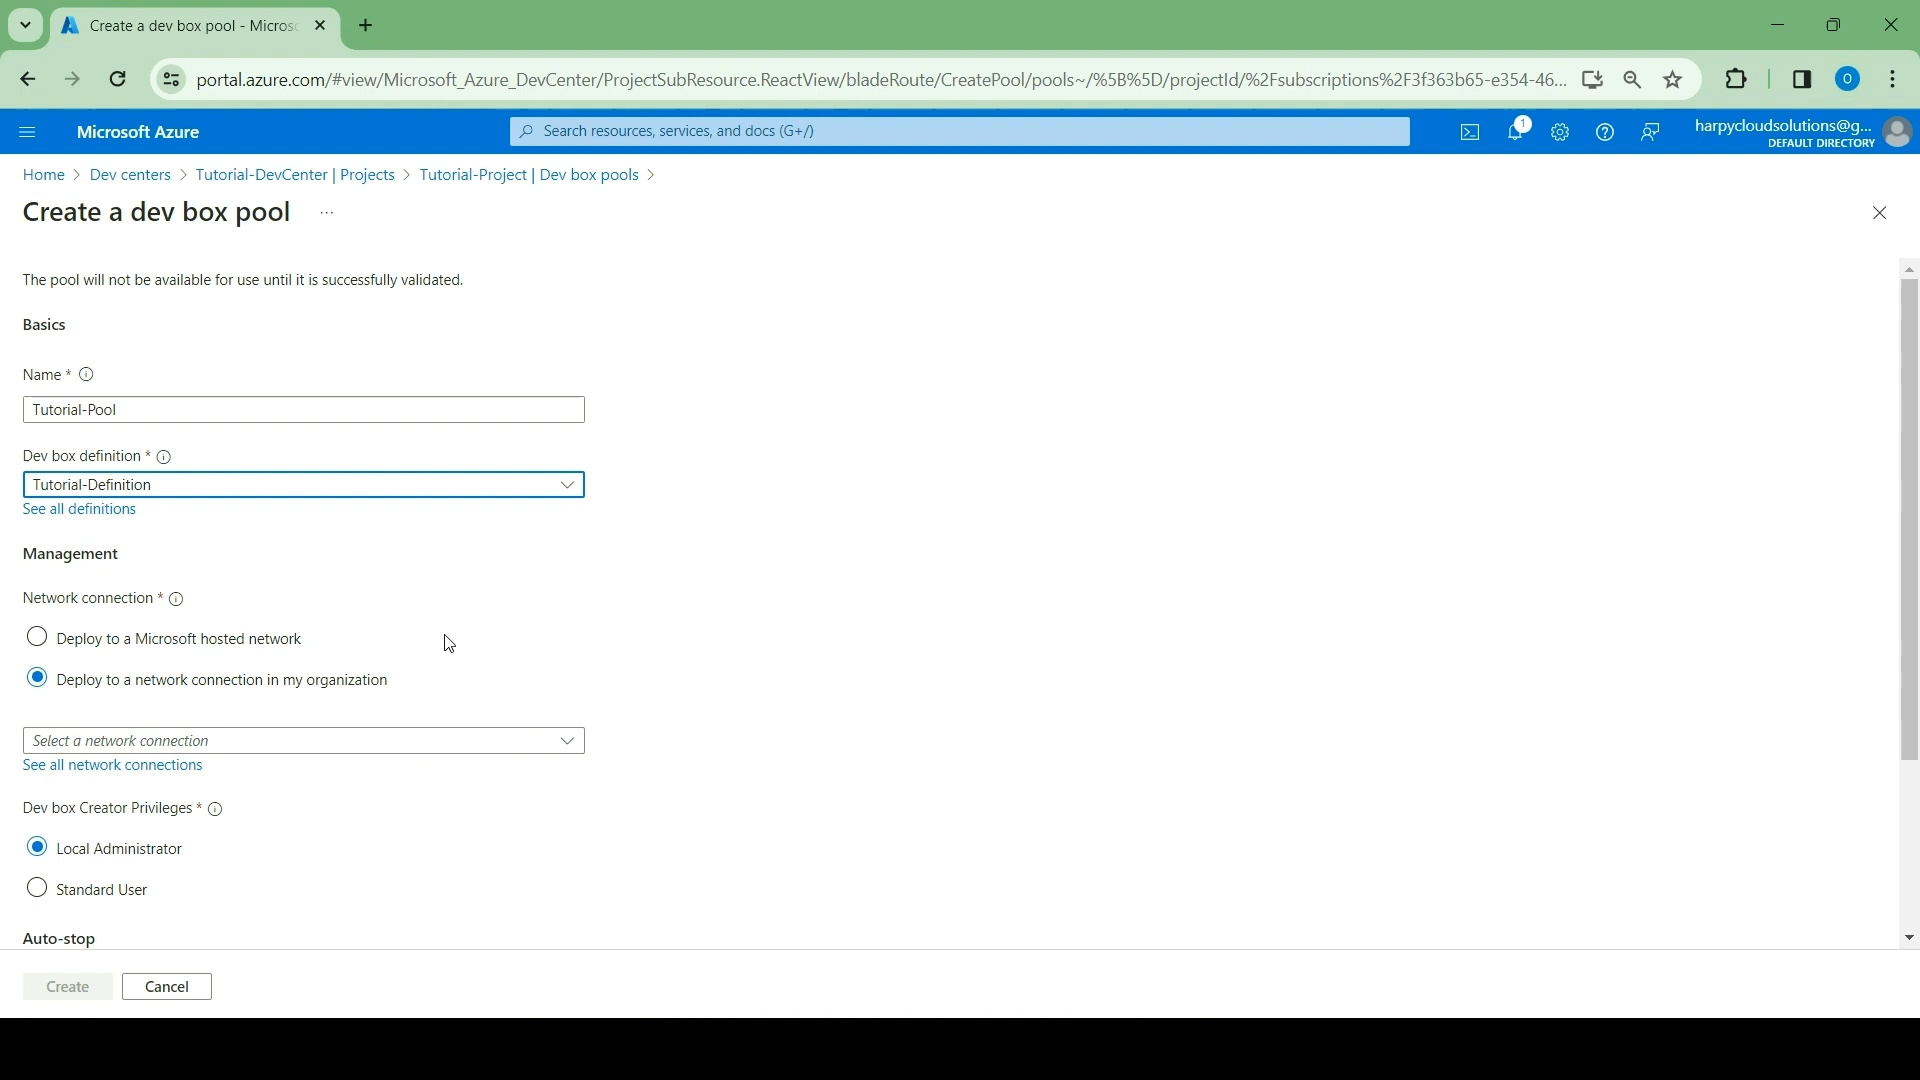 Create a dev box pool - Micros
portal.azure.com/#view/Microsoft_Azure_DevCenter/ProjectSubResource.ReactView/bladeRoute/CreatePool/pools~/%5B%5D/projectId/%2Fsubscriptions%2F3f363b65-e354-46...
O
Microsoft Azure
Search resources, services, and docs (G+/)
1
harpycloudsolutions@g...
DEFAULT DIRECTORY
Home > Dev centers > Tutorial-DevCenter | Projects > Tutorial-Project | Dev box pools >
Create a dev box pool ...
The pool will not be available for use until it is successfully validated.
Basics
Name *
Tutorial-Pool
Dev box definition *
Tutorial-Definition
See all definitions
Management
Network connection *
Deploy to a Microsoft hosted network
Deploy to a network connection in my organization
Select a network connection
See all network connections
Dev box Creator Privileges *
Local Administrator
Standard User
Auto-stop
Create
Cancel